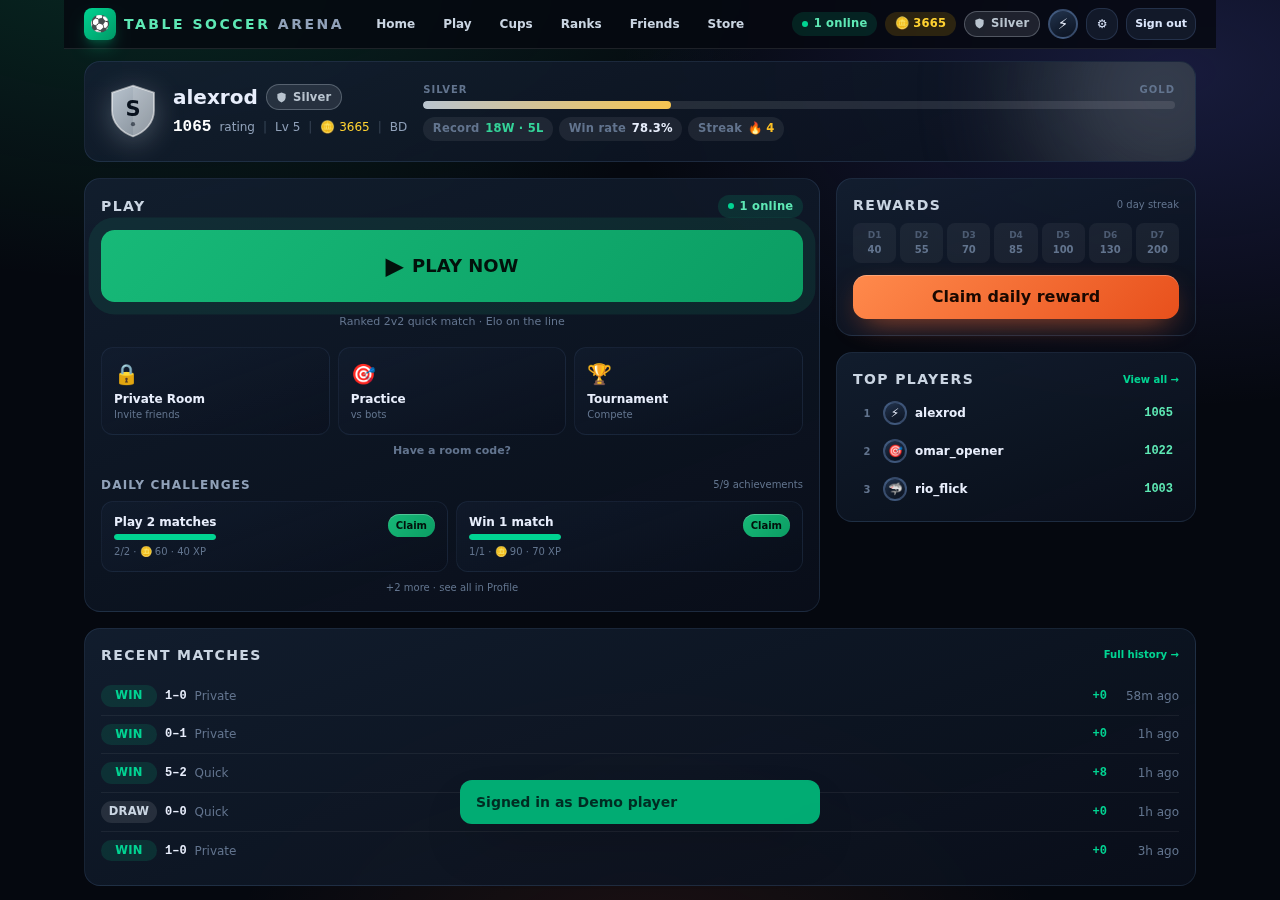 TABLE SOCCER ARENA Home Play Cups Ranks Friends Store 1 online 3665 Silver Sign out
S
alexrod Silver
1065 rating | Lv 5 | 3665 | BD
SILVER GOLD
Record 18W · 5L Win rate 78.3% Streak 🔥 4
PLAY 1 online
▶ PLAY NOW
Ranked 2v2 quick match · Elo on the line
Private Room
Invite friends
Practice
vs bots
Tournament
Compete
Have a room code?
DAILY CHALLENGES 5/9 achievements
Play 2 matches Claim
2/2 · 🪙 60 · 40 XP
Win 1 match Claim
1/1 · 🪙 90 · 70 XP
+2 more · see all in Profile
REWARDS 0 day streak
D1 D2 D3 D4 D5 D6 D7
40 55 70 85 100 130 200
Claim daily reward
TOP PLAYERS View all →
1 alexrod 1065
2 omar_opener 1022
3 rio_flick 1003
RECENT MATCHES Full history →
WIN 1–0 Private +0 58m ago
WIN 0–1 Private +0 1h ago
WIN 5–2 Quick +8 1h ago
DRAW 0–0 Quick +0 1h ago
WIN 1–0 Private +0 3h ago
Signed in as Demo player